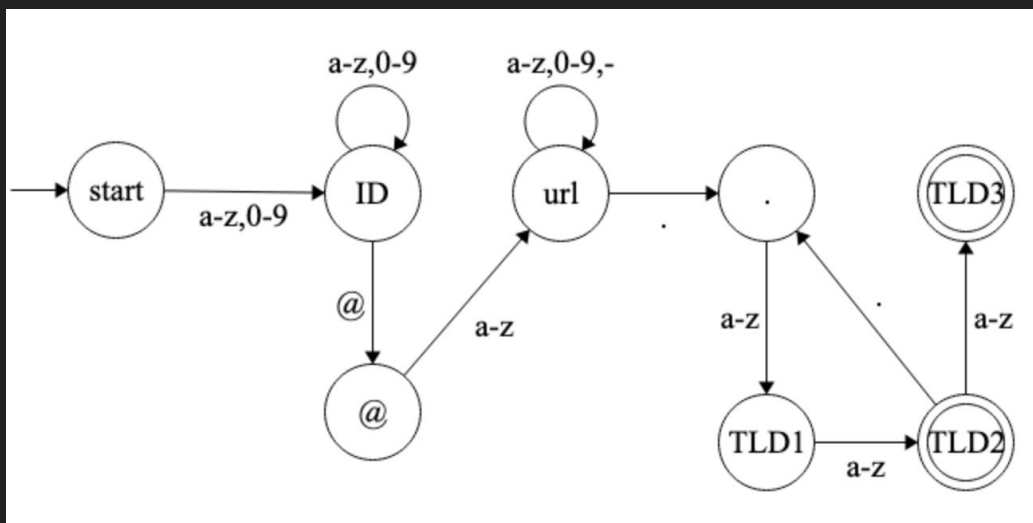 a-z,0-9
a-z,0-9,-
start
a-z,0-9
ID
url
.
.
TLD3
@
a-z
a-z
.
a-z
@
TLD1
a-z
TLD2